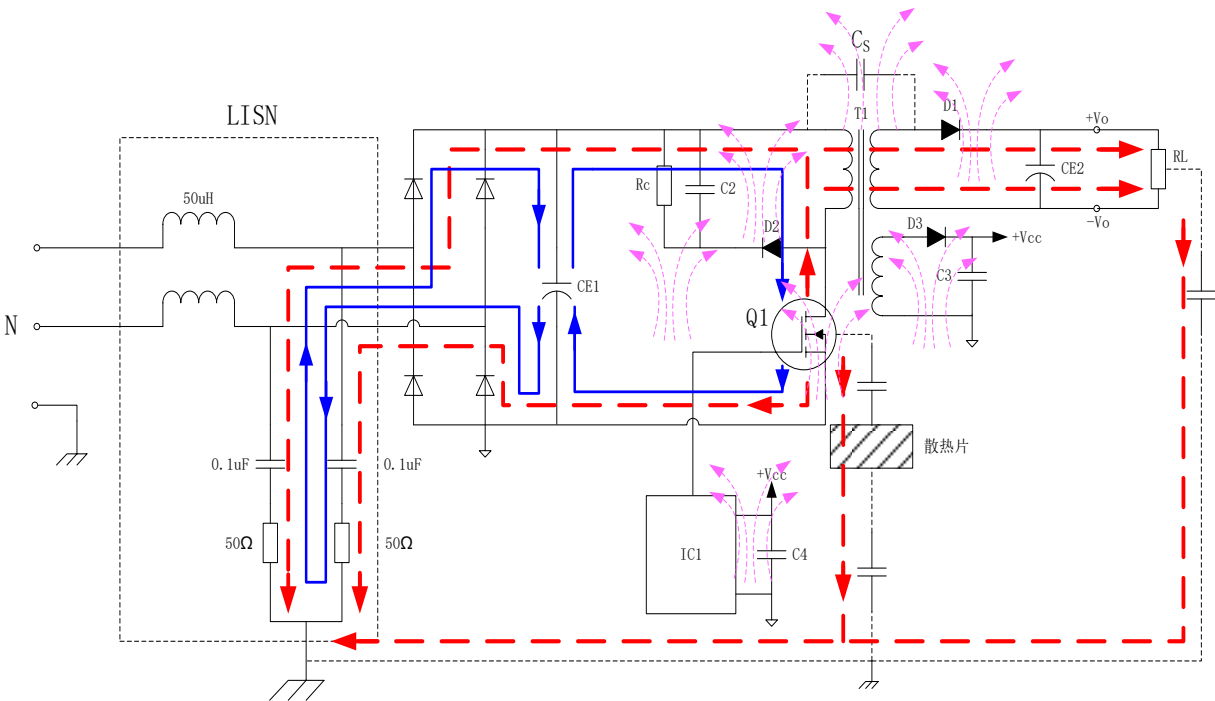 C_S
T1
D1
+Vo
LISN
RL
CE2
50uH
Rc
C2
-Vo
D2
D3
+Vcc
C3
CE1
Q1
N
散热片
0.1uF
0.1uF
+Vcc
50Ω
50Ω
IC1
C4